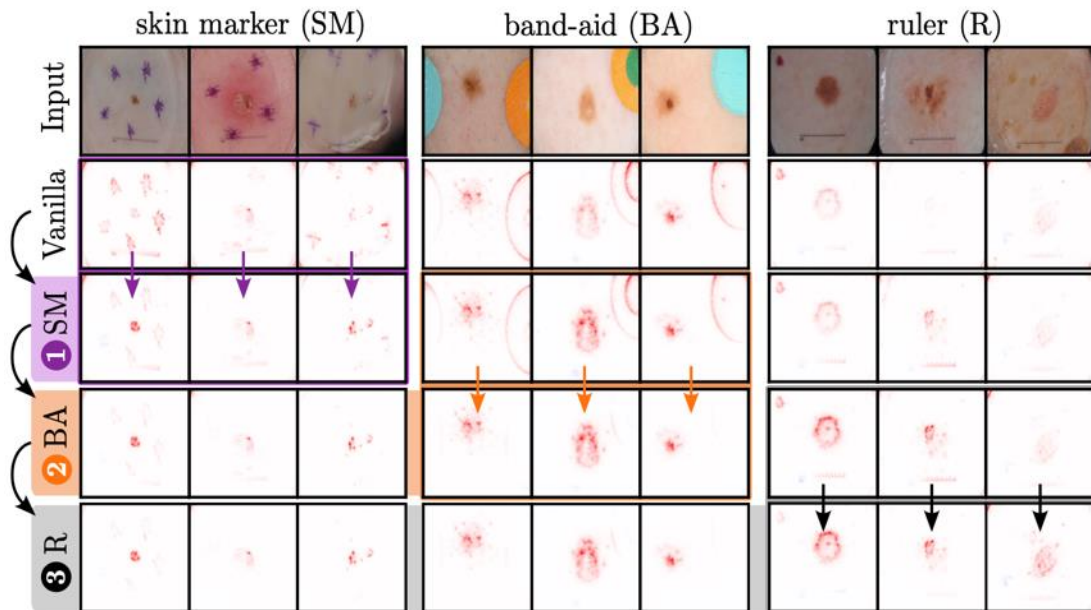 skin marker (SM)
band-aid (BA)
ruler (R)
Input
Vanilla
1 SM
2 BA
3 R